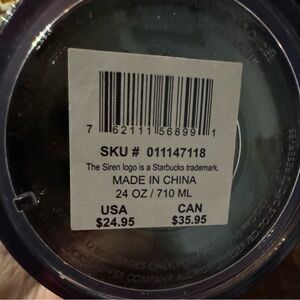 7 62111 56899 1
SKU # 011147118
The Siren logo is a Starbucks trademark.
MADE IN CHINA
24 OZ / 710 ML
USA CAN
$24.95 $35.95